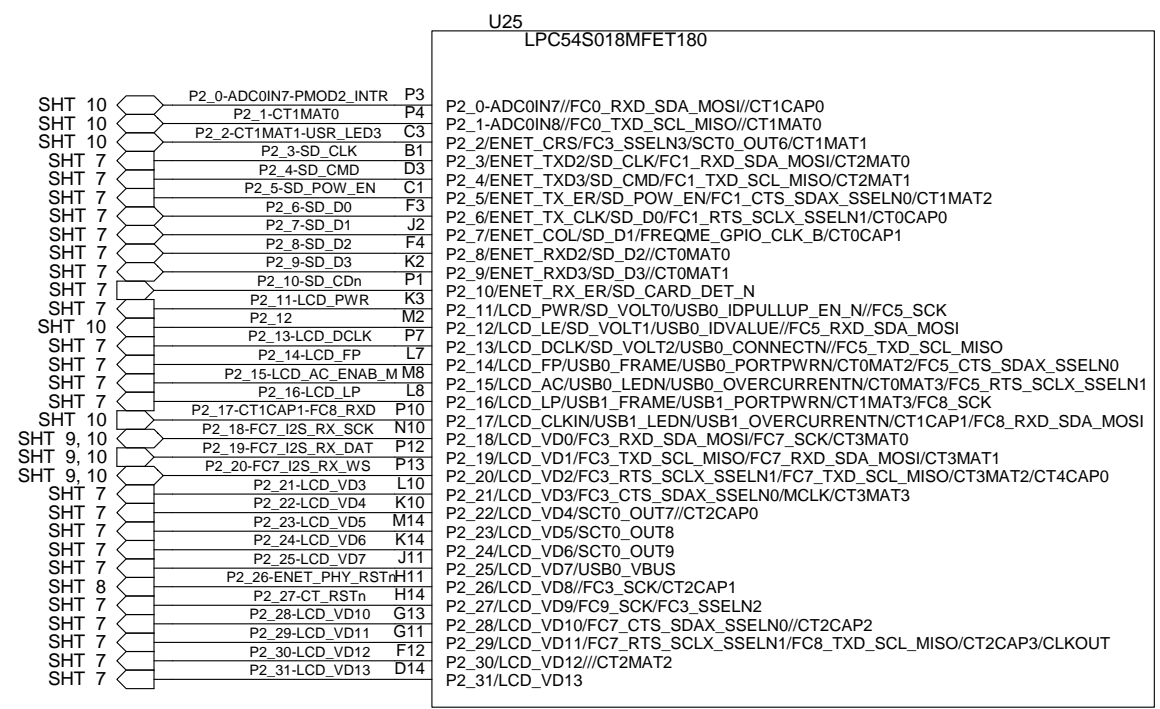 U25
LPC54S018MFET180
SHT 10 P2_0-ADC0IN7-PMOD2_INTR P3 P2_0-ADC0IN7//FC0_RXD_SDA_MOSI//CT1CAP0
SHT 10 P2_1-CT1MAT0 P4 P2_1-ADC0IN8//FC0_TXD_SCL_MISO//CT1MAT0
SHT 10 P2_2-CT1MAT1-USR_LED3 C3 P2_2/ENET_CRS/FC3_SSELN3/SCT0_OUT6/CT1MAT1
SHT 7 P2_3-SD_CLK B1 P2_3/ENET_TXD2/SD_CLK/FC1_RXD_SDA_MOSI/CT2MAT0
SHT 7 P2_4-SD_CMD D3 P2_4/ENET_TXD3/SD_CMD/FC1_TXD_SCL_MISO/CT2MAT1
SHT 7 P2_5-SD_POW_EN C1 P2_5/ENET_TX_ER/SD_POW_EN/FC1_CTS_SDAX_SSELN0/CT1MAT2
SHT 7 P2_6-SD_D0 F3 P2_6/ENET_TX_CLK/SD_D0/FC1_RTS_SCLX_SSELN1/CT0CAP0
SHT 7 P2_7-SD_D1 J2 P2_7/ENET_COL/SD_D1/FREQME_GPIO_CLK_B/CT0CAP1
SHT 7 P2_8-SD_D2 F4 P2_8/ENET_RXD2/SD_D2//CT0MAT0
SHT 7 P2_9-SD_D3 K2 P2_9/ENET_RXD3/SD_D3//CT0MAT1
SHT 7 P2_10-SD_CDn P1 P2_10/ENET_RX_ER/SD_CARD_DET_N
SHT 7 P2_11-LCD_PWR K3 P2_11/LCD_PWR/SD_VOLT0/USB0_IDPULLUP_EN_N//FC5_SCK
SHT 10 P2_12 M2 P2_12/LCD_LE/SD_VOLT1/USB0_IDVALUE//FC5_RXD_SDA_MOSI
SHT 7 P2_13-LCD_DCLK P7 P2_13/LCD_DCLK/SD_VOLT2/USB0_CONNECTN//FC5_TXD_SCL_MISO
SHT 7 P2_14-LCD_FP L7 P2_14/LCD_FP/USB0_FRAME/USB0_PORTPWRN/CT0MAT2/FC5_CTS_SDAX_SSELN0
SHT 7 P2_15-LCD_AC_ENAB_M M8 P2_15/LCD_AC/USB0_LEDN/USB0_OVERCURRENTN/CT0MAT3/FC5_RTS_SCLX_SSELN1
SHT 7 P2_16-LCD_LP L8 P2_16/LCD_LP/USB1_FRAME/USB1_PORTPWRN/CT1MAT3/FC8_SCK
SHT 10 P2_17-CT1CAP1-FC8_RXD P10 P2_17/LCD_CLKIN/USB1_LEDN/USB1_OVERCURRENTN/CT1CAP1/FC8_RXD_SDA_MOSI
SHT 9, 10 P2_18-FC7_I2S_RX_SCK N10 P2_18/LCD_VD0/FC3_RXD_SDA_MOSI/FC7_SCK/CT3MAT0
SHT 9, 10 P2_19-FC7_I2S_RX_DAT P12 P2_19/LCD_VD1/FC3_TXD_SCL_MISO/FC7_RXD_SDA_MOSI/CT3MAT1
SHT 9, 10 P2_20-FC7_I2S_RX_WS P13 P2_20/LCD_VD2/FC3_RTS_SCLX_SSELN1/FC7_TXD_SCL_MISO/CT3MAT2/CT4CAP0
SHT 7 P2_21-LCD_VD3 L10 P2_21/LCD_VD3/FC3_CTS_SDAX_SSELN0/MCLK/CT3MAT3
SHT 7 P2_22-LCD_VD4 K10 P2_22/LCD_VD4/SCT0_OUT7//CT2CAP0
SHT 7 P2_23-LCD_VD5 M14 P2_23/LCD_VD5/SCT0_OUT8
SHT 7 P2_24-LCD_VD6 K14 P2_24/LCD_VD6/SCT0_OUT9
SHT 7 P2_25-LCD_VD7 J11 P2_25/LCD_VD7/USB0_VBUS
SHT 8 P2_26-ENET_PHY_RSTn H11 P2_26/LCD_VD8//FC3_SCK/CT2CAP1
SHT 7 P2_27-CT_RSTn H14 P2_27/LCD_VD9/FC9_SCK/FC3_SSELN2
SHT 7 P2_28-LCD_VD10 G13 P2_28/LCD_VD10/FC7_CTS_SDAX_SSELN0//CT2CAP2
SHT 7 P2_29-LCD_VD11 G11 P2_29/LCD_VD11/FC7_RTS_SCLX_SSELN1/FC8_TXD_SCL_MISO/CT2CAP3/CLKOUT
SHT 7 P2_30-LCD_VD12 F12 P2_30/LCD_VD12///CT2MAT2
SHT 7 P2_31-LCD_VD13 D14 P2_31/LCD_VD13